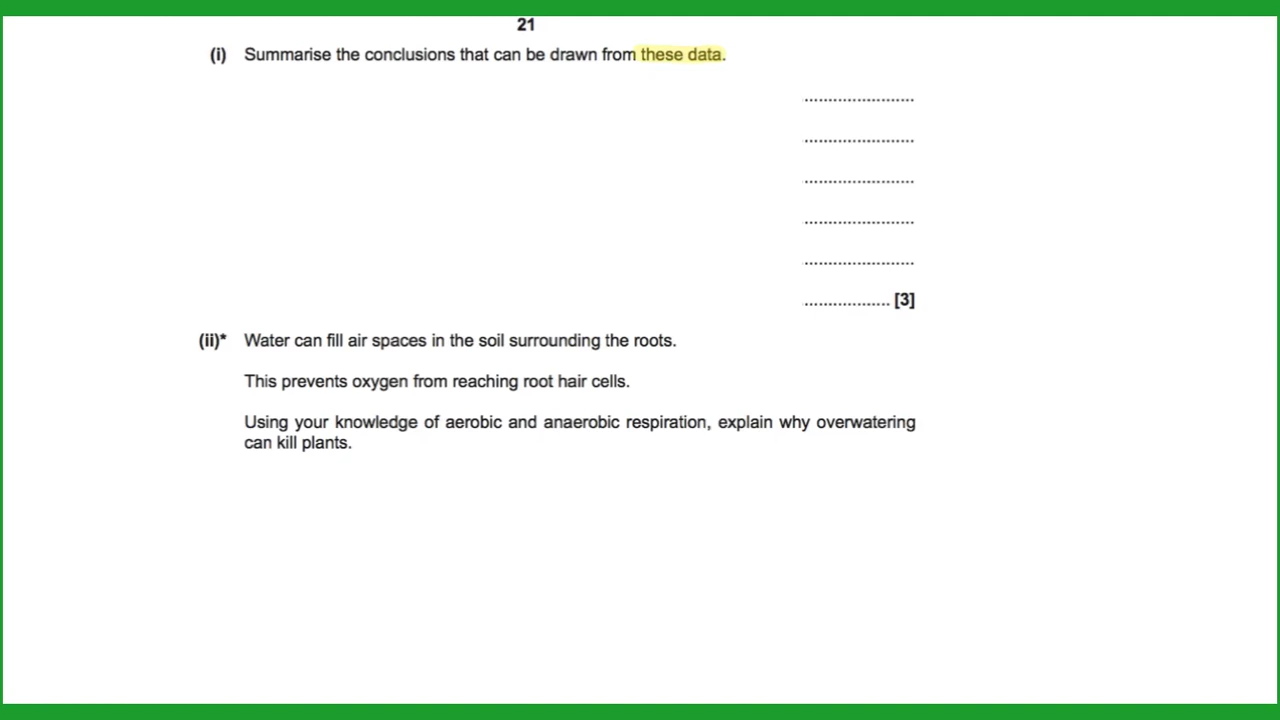 21
(i) Summarise the conclusions that can be drawn from these data.
........................
........................
........................
........................
........................
................... [3]
(ii)* Water can fill air spaces in the soil surrounding the roots.
This prevents oxygen from reaching root hair cells.
Using your knowledge of aerobic and anaerobic respiration, explain why overwatering
can kill plants.